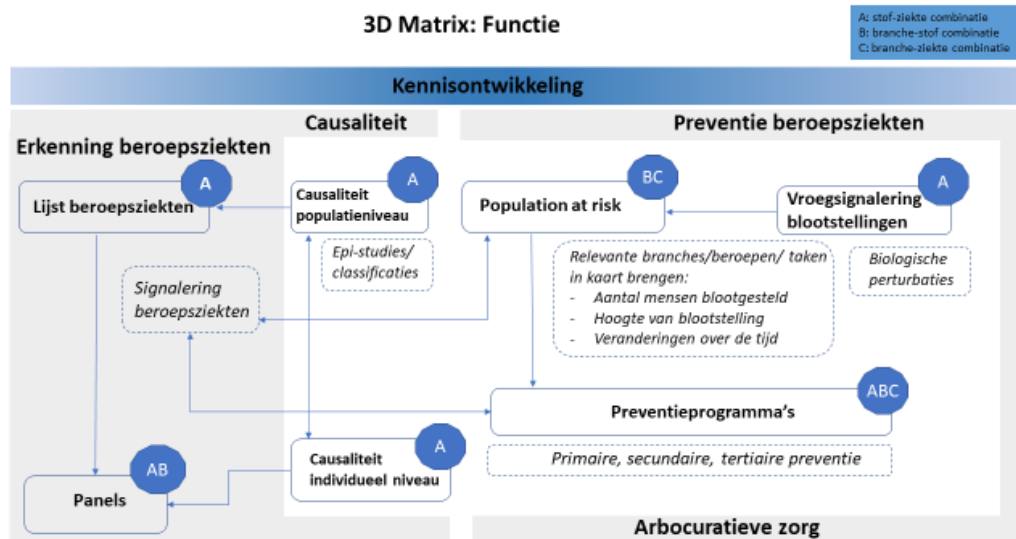 3D Matrix: Functie
A: stof-ziekte combinatie
B: branche-stof combinatie
C: branche-ziekte combinatie
Kennisontwikkeling
Causaliteit
Preventie beroepsziekten
Erkenning beroepsziekten
A
Lijst beroepsziekten
A
Causaliteit
populatieniveau
BC
Population at risk
A
Vroegsignalering
blootstellingen
Epi-studies/
classificaties
Relevante branches/beroepen/ taken
in kaart brengen:
- Aantal mensen blootgesteld
- Hoogte van blootstelling
- Veranderingen over de tijd
Biologische
perturbaties
Signalering
beroepsziekten
ABC
Preventieprogramma's
Primaire, secundaire, tertiaire preventie
A
Causaliteit
individueel niveau
AB
Panels
Arbocuratieve zorg